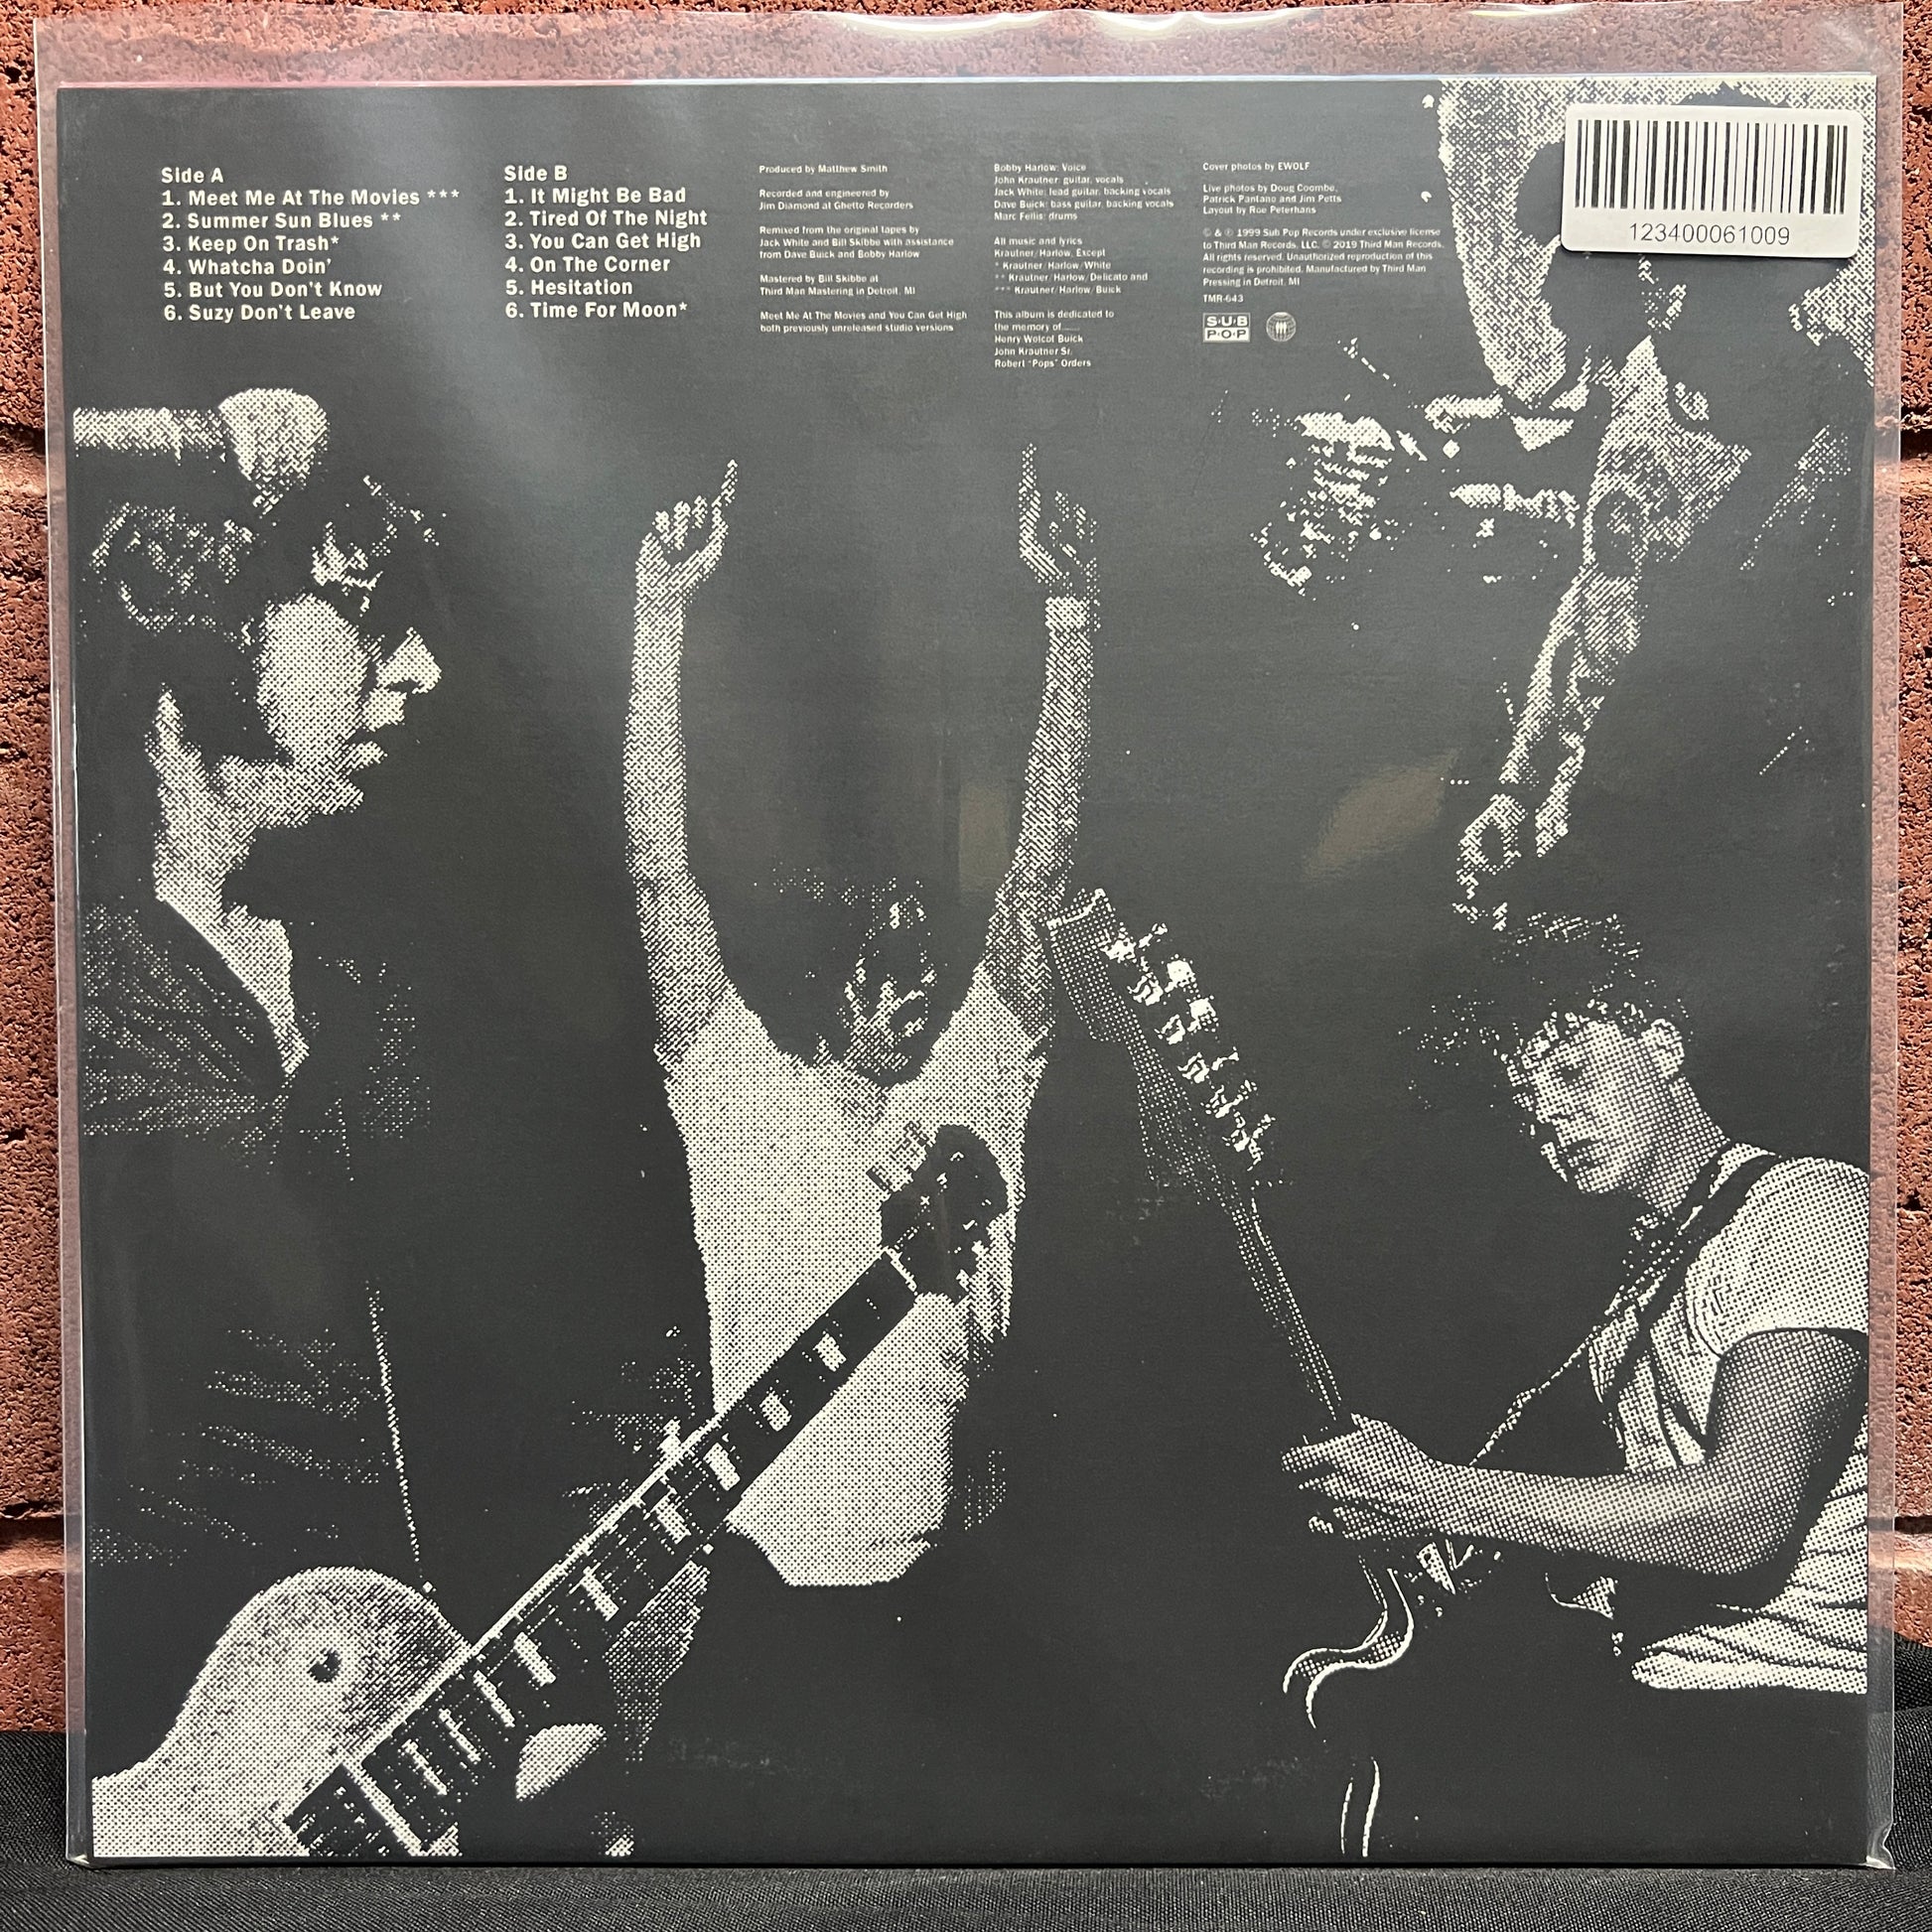 Side A
1. Meet Me At The Movies ***
2. Summer Sun Blues **
3. Keep On Trash*
4. Whatcha Doin'
5. But You Don't Know
6. Suzy Don't Leave
Side B
1. It Might Be Bad
2. Tired Of The Night
3. You Can Get High
4. On The Corner
5. Hesitation
6. Time For Moon*
Produced by Matthew Smith
Recorded and engineered by
Jim Diamond at Ghetto Recorders
Remixed from the original tapes by
Jack White and Bill Skibbe with assistance
from Dave Buick and Bobby Harlow
Mastered by Bill Skibbe at
Third Man Mastering in Detroit, MI
Meet Me At The Movies and You Can Get High
both previously unreleased studio versions
Bobby Harlow: Voice
John Krautner: guitar, vocals
Jack White: lead guitar, backing vocals
Dave Buick: bass guitar, backing vocals
Marc Fellis: drums
All music and lyrics
Krautner/Harlow, Except
* Krautner/Harlow/White
** Krautner/Harlow/Delicato and
*** Krautner/Harlow/Buick
This album is dedicated to
the memory of......
Henry Welcol Buick
John Krautner Sr.
Robert "Pops" Orders
Cover photos by EWOLF
Live photos by Doug Coombe,
Patrick Pantano and Jim Petts
Layout by Roe Peterhans
© & ℗ 1999 Sub Pop Records under exclusive license
to Third Man Records, LLC. © 2019 Third Man Records.
All rights reserved. Unauthorized reproduction of this
recording is prohibited. Manufactured by Third Man
Pressing in Detroit, MI
TMR-643
SUB
POP
123400061009